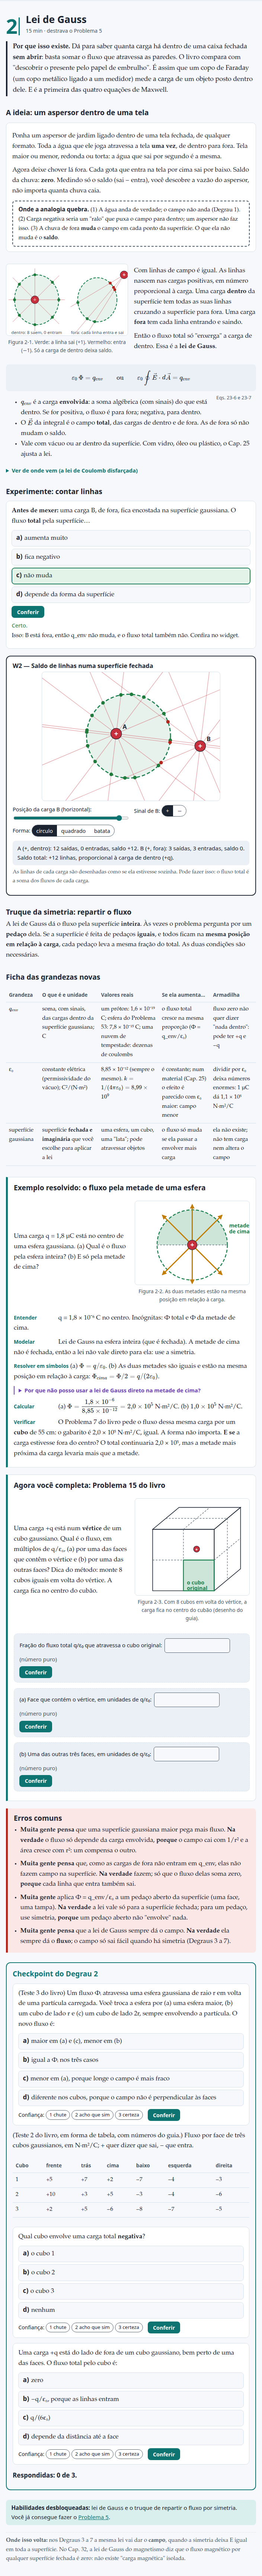 2
Lei de Gauss
15 min · destrava o Problema 5
Por que isso existe. Dá para saber quanta carga há dentro de uma caixa fechada
sem abrir: basta somar o fluxo que atravessa as paredes. O livro compara com
"descobrir o presente pelo papel de embrulho". É assim que um copo de Faraday
(um copo metálico ligado a um medidor) mede a carga de um objeto posto dentro
dele. E é a primeira das quatro equações de Maxwell.
A ideia: um aspersor dentro de uma tela
Ponha um aspersor de jardim ligado dentro de uma tela fechada, de qualquer
formato. Toda a água que ele joga atravessa a tela uma vez, de dentro para fora. Tela
maior ou menor, redonda ou torta: a água que sai por segundo é a mesma.
Agora deixe chover lá fora. Cada gota que entra na tela por cima sai por baixo. Saldo
da chuva: zero. Medindo só o saldo (sai − entra), você descobre a vazão do aspersor,
não importa quanta chuva caia.
Onde a analogia quebra. (1) A água anda de verdade; o campo não anda (Degrau 1).
(2) Carga negativa seria um "ralo" que puxa o campo para dentro; um aspersor não faz
isso. (3) A chuva de fora muda o campo em cada ponto da superfície. O que ela não
muda é o saldo.
dentro: 8 saem, 0 entram
fora: cada linha entra e sai
Figura 2-1. Verde: a linha sai (+1). Vermelho: entra
(−1). Só a carga de dentro deixa saldo.
Com linhas de campo é igual. As linhas
nascem nas cargas positivas, em número
proporcional à carga. Uma carga dentro da
superfície tem todas as suas linhas
cruzando a superfície para fora. Uma carga
fora tem cada linha entrando e saindo.
Então o fluxo total só "enxerga" a carga de
dentro. Essa é a lei de Gauss.
ε₀ Φ = q_env ou ε₀ ∮ E⃗ · dA⃗ = q_env
Eqs. 23-6 e 23-7
q_env é a carga envolvida: a soma algébrica (com sinais) do que está
dentro. Se for positiva, o fluxo é para fora; negativa, para dentro.
O E⃗ da integral é o campo total, das cargas de dentro e de fora. As de fora só não
mudam o saldo.
Vale com vácuo ou ar dentro da superfície. Com vidro, óleo ou plástico, o Cap. 25
ajusta a lei.
▸ Ver de onde vem (a lei de Coulomb disfarçada)
Experimente: contar linhas
Antes de mexer: uma carga B, de fora, fica encostada na superfície gaussiana. O
fluxo total pela superfície…
a) aumenta muito
b) fica negativo
c) não muda
d) depende da forma da superfície
Conferir
Certo.
Isso: B está fora, então q_env não muda, e o fluxo total também não. Confira no widget.
W2 — Saldo de linhas numa superfície fechada
A
B
Posição da carga B (horizontal):
Sinal de B: + −
Forma: círculo quadrado batata
A (+, dentro): 12 saídas, 0 entradas, saldo +12. B (+, fora): 3 saídas, 3 entradas, saldo 0.
Saldo total: +12 linhas, proporcional à carga de dentro (+q).
As linhas de cada carga são desenhadas como se ela estivesse sozinha. Pode fazer isso: o fluxo total é
a soma dos fluxos de cada carga.
Truque da simetria: repartir o fluxo
A lei de Gauss dá o fluxo pela superfície inteira. Às vezes o problema pergunta por um
pedaço dela. Se a superfície é feita de pedaços iguais, e todos ficam na mesma posição
em relação à carga, cada pedaço leva a mesma fração do total. As duas condições são
necessárias.
Ficha das grandezas novas
Grandeza O que é e unidade Valores reais Se ela aumenta… Armadilha
q_env
soma, com sinais,
das cargas dentro da
superfície gaussiana;
C
um próton: 1,6 × 10⁻¹⁹
C; esfera do Problema
53: 7,8 × 10⁻¹⁵ C; uma
nuvem de
tempestade: dezenas
de coulombs
o fluxo total
cresce na mesma
proporção (Φ =
q_env/ε₀)
fluxo zero não
quer dizer
"nada dentro":
pode ter +q e
−q
ε₀
constante elétrica
(permissividade do
vácuo); C²/(N·m²)
8,85 × 10⁻¹² (sempre o
mesmo). k =
1/(4πε₀) = 8,99 ×
10⁹
é constante; num
material (Cap. 25)
o efeito é
parecido com ε₀
maior: campo
menor
dividir por ε₀
deixa números
enormes: 1 μC
dá 1,1 × 10⁵
N·m²/C
superfície
gaussiana
superfície fechada e
imaginária que você
escolhe para aplicar
a lei
uma esfera, um cubo,
uma "lata"; pode
atravessar objetos
o fluxo só muda
se ela passar a
envolver mais
carga
ela não existe;
não tem carga
nem altera o
campo
Exemplo resolvido: o fluxo pela metade de uma esfera
Uma carga q = 1,8 μC está no centro de
uma esfera gaussiana. (a) Qual é o fluxo
pela esfera inteira? (b) E só pela metade
de cima?
metade
de cima
Figura 2-2. As duas metades estão na mesma
posição em relação à carga.
Entender q = 1,8 × 10⁻⁶ C no centro. Incógnitas: Φ total e Φ da metade de
cima.
Modelar Lei de Gauss na esfera inteira (que é fechada). A metade de cima
não é fechada, então a lei não vale direto para ela: use a simetria.
Resolver em símbolos (a) Φ = q/ε₀. (b) As duas metades são iguais e estão na mesma
posição em relação à carga: Φ_cima = Φ/2 = q/(2ε₀).
▸ Por que não posso usar a lei de Gauss direto na metade de cima?
Calcular (a) Φ = 1,8 × 10⁻⁶ / 8,85 × 10⁻¹² = 2,0 × 10⁵ N·m²/C. (b) 1,0 × 10⁵ N·m²/C.
Verificar O Problema 7 do livro pede o fluxo dessa mesma carga por um
cubo de 55 cm: o gabarito é 2,0 × 10⁵ N·m²/C, igual. A forma não importa. E se a
carga estivesse fora do centro? O total continuaria 2,0 × 10⁵, mas a metade mais
próxima da carga levaria mais que a metade.
Agora você completa: Problema 15 do livro
Uma carga +q está num vértice de um
cubo gaussiano. Qual é o fluxo, em
múltiplos de q/ε₀, (a) por uma das faces
que contêm o vértice e (b) por uma das
outras faces? Dica do método: monte 8
cubos iguais em volta do vértice. A
carga fica no centro do cubão.
o cubo
original
Figura 2-3. Com 8 cubos em volta do vértice, a
carga fica no centro do cubão (desenho do
guia).
Fração do fluxo total q/ε₀ que atravessa o cubo original:
(número puro)
Conferir
(a) Face que contém o vértice, em unidades de q/ε₀:
(número puro)
Conferir
(b) Uma das outras três faces, em unidades de q/ε₀:
(número puro)
Conferir
Erros comuns
Muita gente pensa que uma superfície gaussiana maior pega mais fluxo. Na
verdade o fluxo só depende da carga envolvida, porque o campo cai com 1/r² e a
área cresce com r²: um compensa o outro.
Muita gente pensa que, como as cargas de fora não entram em q_env, elas não
fazem campo na superfície. Na verdade fazem; só que o fluxo delas soma zero,
porque cada linha que entra também sai.
Muita gente aplica Φ = q_env/ε₀ a um pedaço aberto da superfície (uma face,
uma tampa). Na verdade a lei vale só para a superfície fechada; para um pedaço,
use simetria, porque um pedaço aberto não "envolve" nada.
Muita gente pensa que a lei de Gauss sempre dá o campo. Na verdade ela
sempre dá o fluxo; o campo só sai fácil quando há simetria (Degraus 3 a 7).
Checkpoint do Degrau 2
(Teste 3 do livro) Um fluxo Φᵢ atravessa uma esfera gaussiana de raio r em volta
de uma partícula carregada. Você troca a esfera por (a) uma esfera maior, (b)
um cubo de lado r e (c) um cubo de lado 2r, sempre envolvendo a partícula. O
novo fluxo é:
a) maior em (a) e (c), menor em (b)
b) igual a Φᵢ nos três casos
c) menor em (a), porque longe o campo é mais fraco
d) diferente nos cubos, porque o campo não é perpendicular às faces
Confiança: 1 chute 2 acho que sim 3 certeza Conferir
(Teste 2 do livro, em forma de tabela, com números do guia.) Fluxo por face de três
cubos gaussianos, em N·m²/C; + quer dizer que sai, − que entra.
Cubo frente trás cima baixo esquerda direita
1 +5 +7 +2 −7 −4 −3
2 +10 +3 +5 −3 −4 −6
3 +2 +5 −6 −8 −7 −5
Qual cubo envolve uma carga total negativa?
a) o cubo 1
b) o cubo 2
c) o cubo 3
d) nenhum
Confiança: 1 chute 2 acho que sim 3 certeza Conferir
Uma carga +q está do lado de fora de um cubo gaussiano, bem perto de uma
das faces. O fluxo total pelo cubo é:
a) zero
b) −q/ε₀, porque as linhas entram
c) q/(6ε₀)
d) depende da distância até a face
Confiança: 1 chute 2 acho que sim 3 certeza Conferir
Respondidas: 0 de 3.
Habilidades desbloqueadas: lei de Gauss e o truque de repartir o fluxo por simetria.
Você já consegue fazer o Problema 5.
Onde isso volta: nos Degraus 3 a 7 a mesma lei vai dar o campo, quando a simetria deixa E igual
em toda a superfície. No Cap. 32, a Lei de Gauss do magnetismo diz que o fluxo magnético por
qualquer superfície fechada é zero: não existe "carga magnética" isolada.